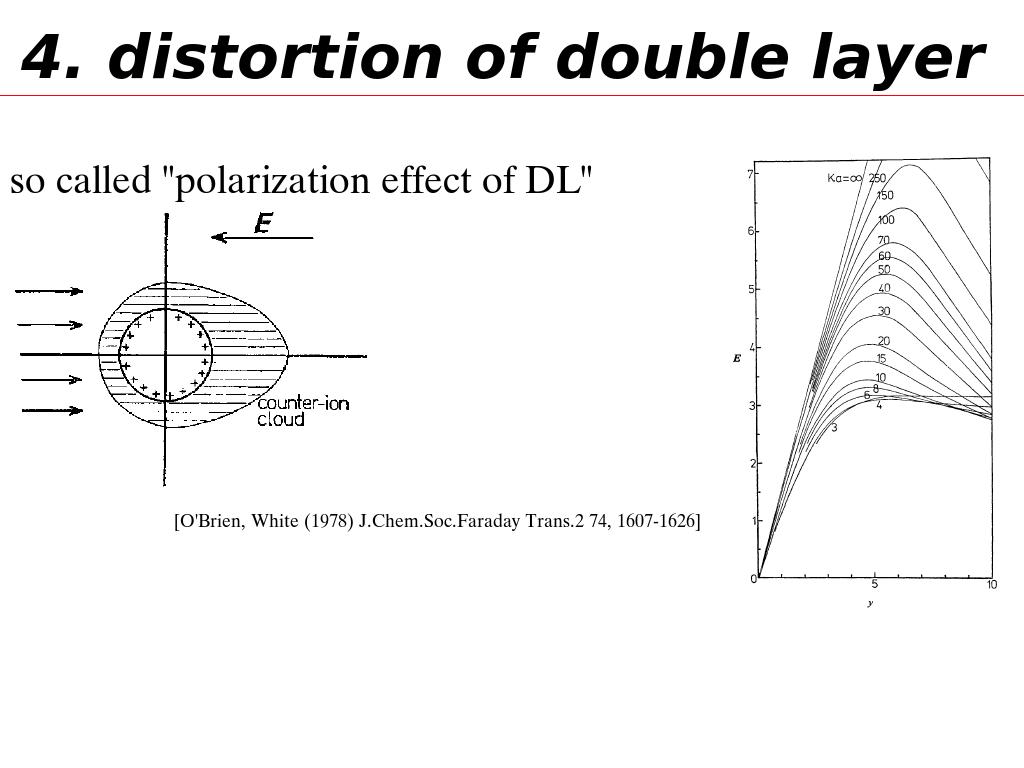 4. distortion of double layer
so called "polarization effect of DL"
E
+ + + + + + + + + + + + + + + + + + +
counter-ion
cloud
[O'Brien, White (1978) J.Chem.Soc.Faraday Trans.2 74, 1607-1626]
7
Ka=∞ 250
150
6
100
70
60
5
50
40
30
4
20
E
15
10
8
6
3
4
3
2
1
0
5
10
y